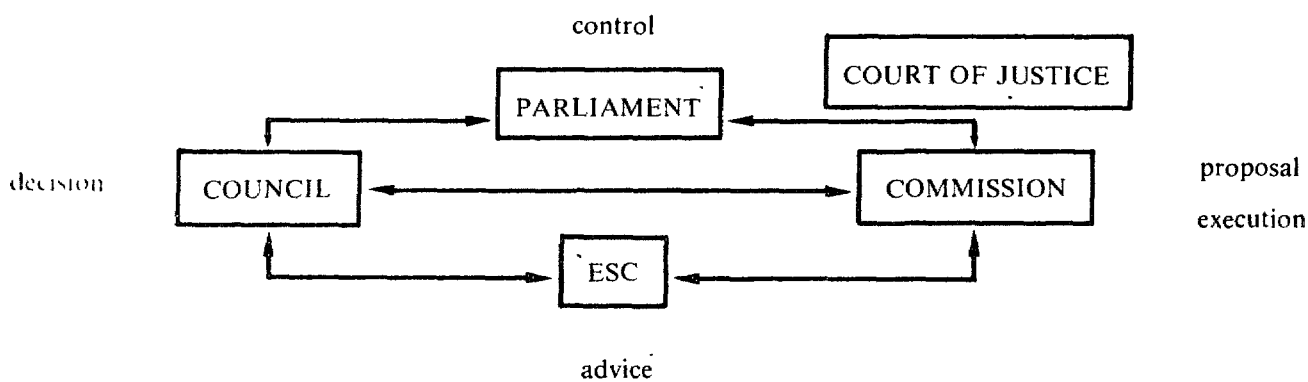 control
COURT OF JUSTICE
PARLIAMENT
decision
COUNCIL
COMMISSION
proposal
execution
ESC
advice